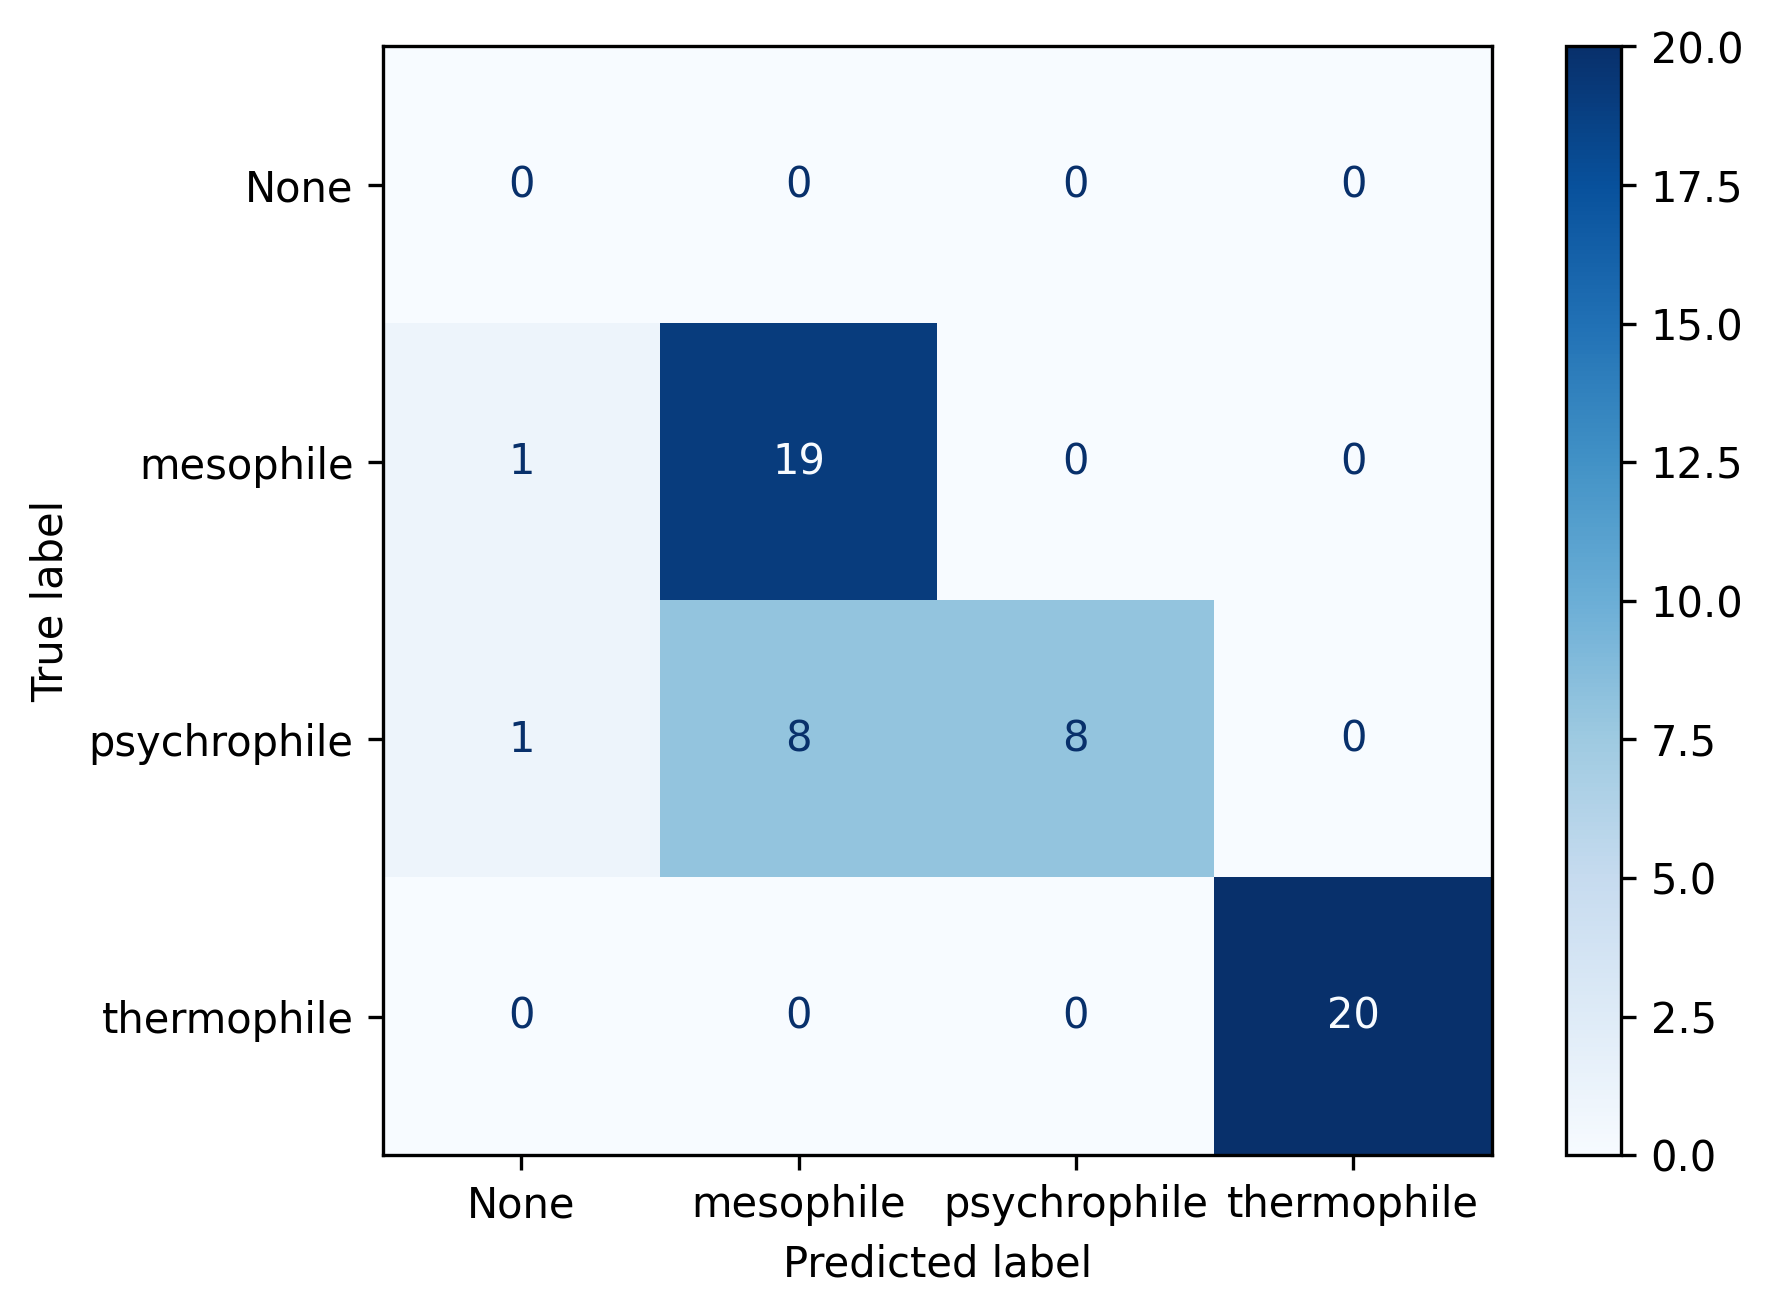 None
0 0 0 0
mesophile
1 19 0 0
psychrophile
1 8 8 0
thermophile
0 0 0 20
True label
None mesophile psychrophile thermophile
Predicted label
20.0
17.5
15.0
12.5
10.0
7.5
5.0
2.5
0.0